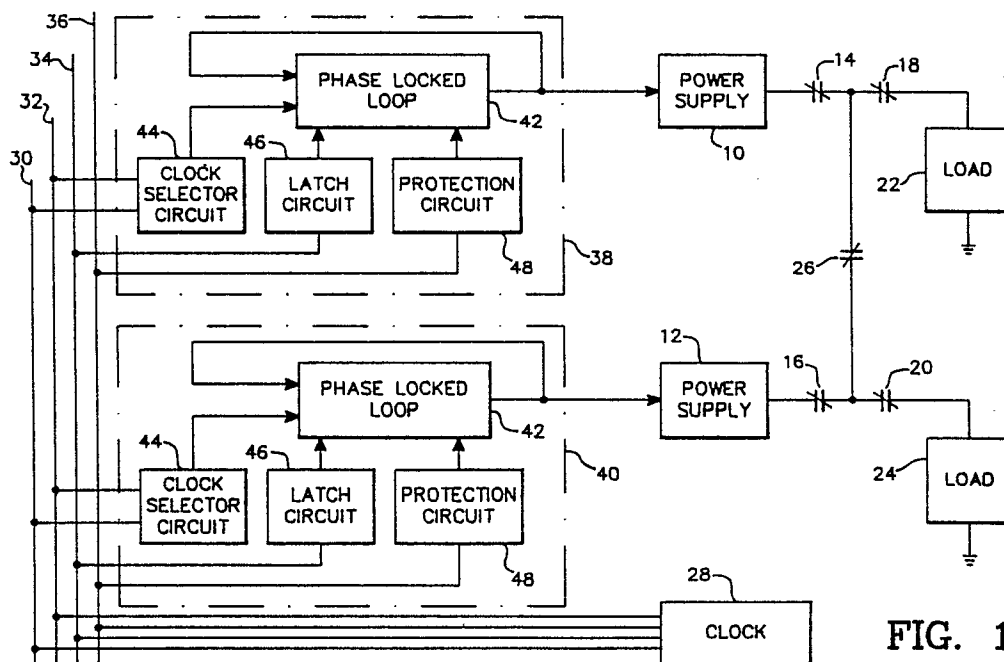 36
34
32
30
PHASE LOCKED
LOOP
42
44
CLOCK
SELECTOR
CIRCUIT
46
LATCH
CIRCUIT
PROTECTION
CIRCUIT
48
38
POWER
SUPPLY
10
14
18
LOAD
22
26
PHASE LOCKED
LOOP
42
44
CLOCK
SELECTOR
CIRCUIT
46
LATCH
CIRCUIT
PROTECTION
CIRCUIT
48
40
12
POWER
SUPPLY
16
20
LOAD
24
28
CLOCK
FIG. 1